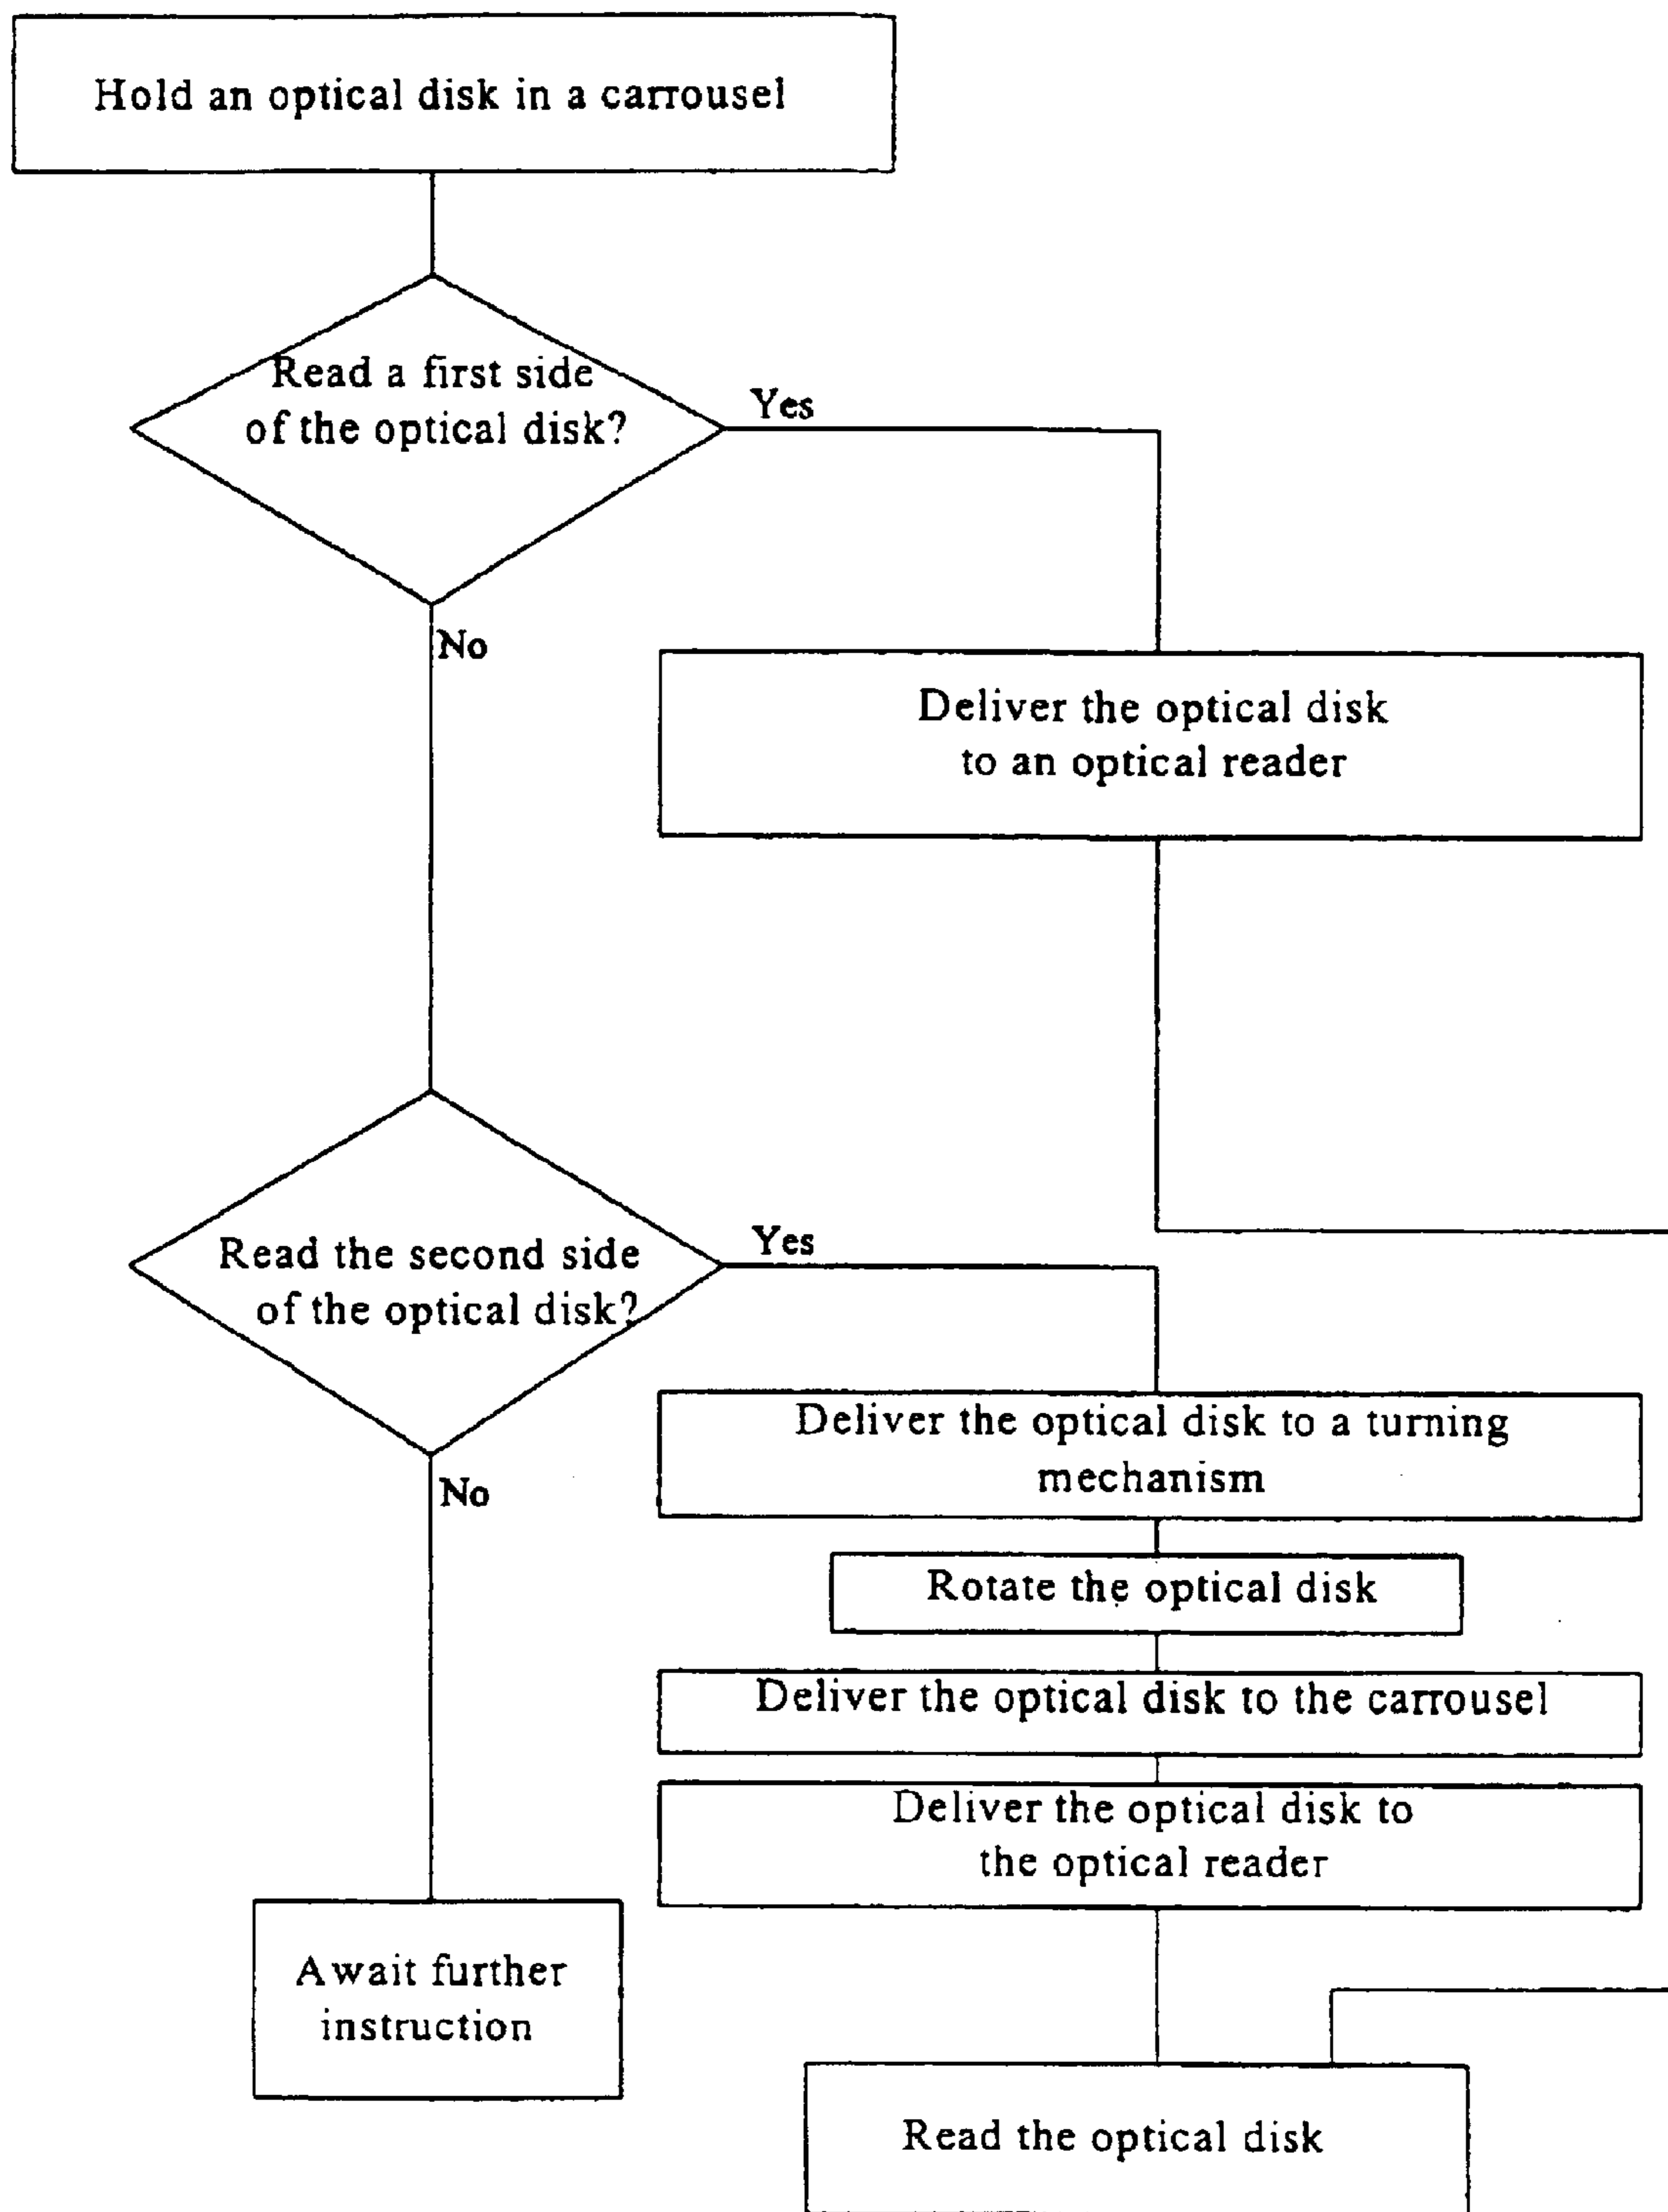 Hold an optical disk in a carrousel
Read a first side
of the optical disk?
Yes
No
Deliver the optical disk
to an optical reader
Read the second side
of the optical disk?
Yes
No
Deliver the optical disk to a turning
mechanism
Rotate the optical disk
Deliver the optical disk to the carrousel
Deliver the optical disk to
the optical reader
Await further
instruction
Read the optical disk